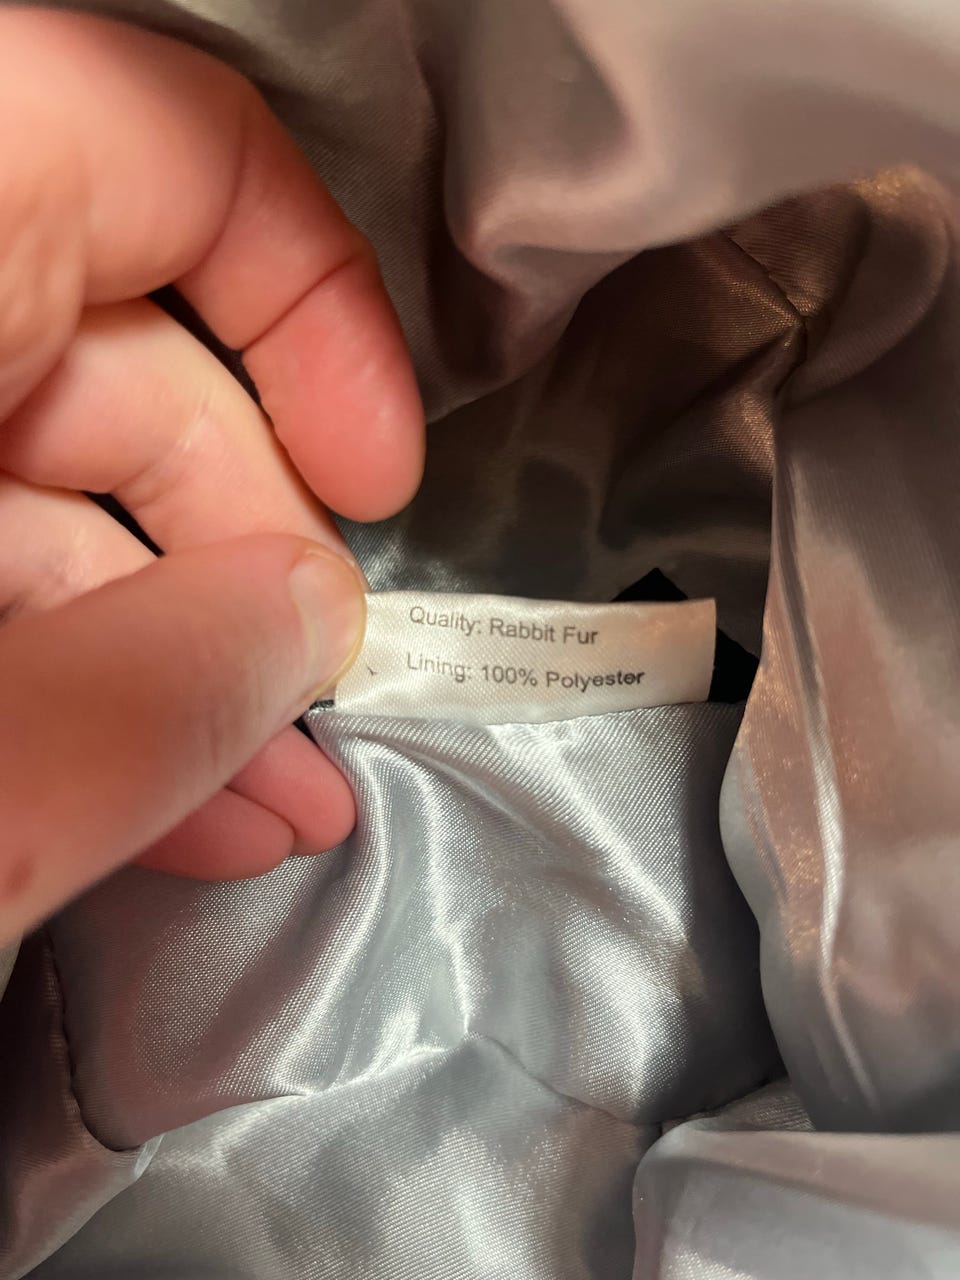 Quality: Rabbit Fur
Lining: 100% Polyester